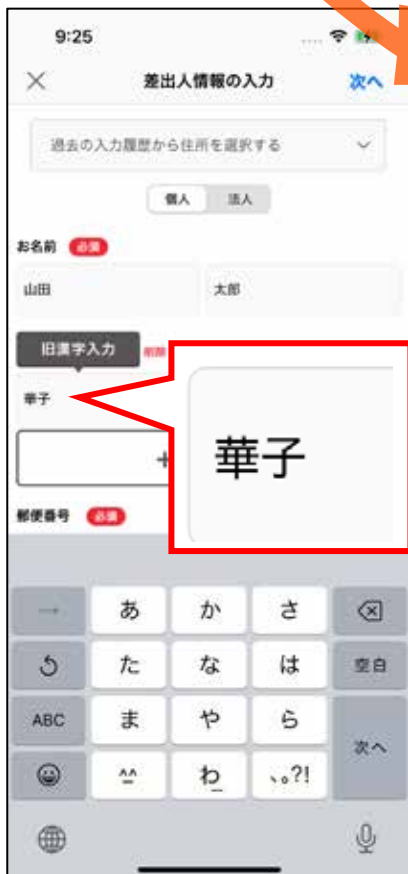 9:25
差出人情報の入力
次へ
過去の入力履歴から住所を選択する
個人 法人
お名前 必須
山田 太郎
旧漢字入力 削除
華子
華子
+
郵便番号 必須
→ あ か さ
た な は 空白
ABC ま や ら
次へ
^^ わ 、。?!